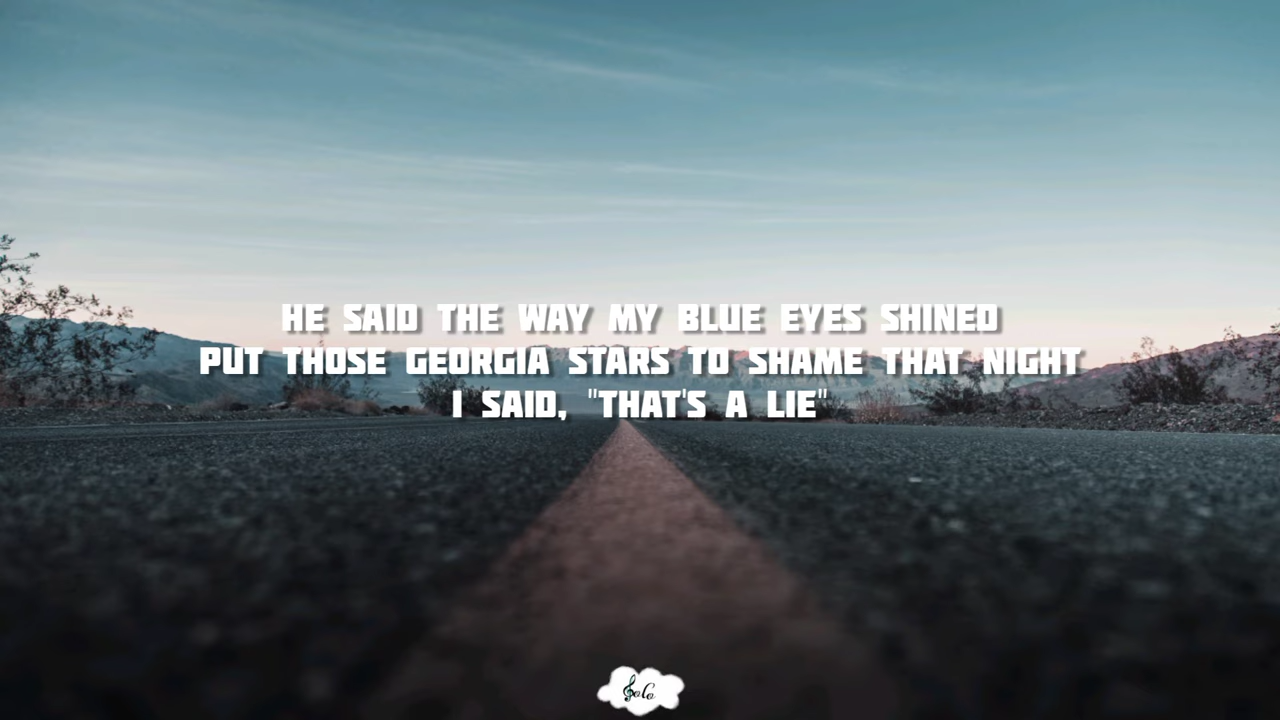 HE SAID THE WAY MY BLUE EYES SHINED
PUT THOSE GEORGIA STARS TO SHAME THAT NIGHT
I SAID, "THAT'S A LIE"